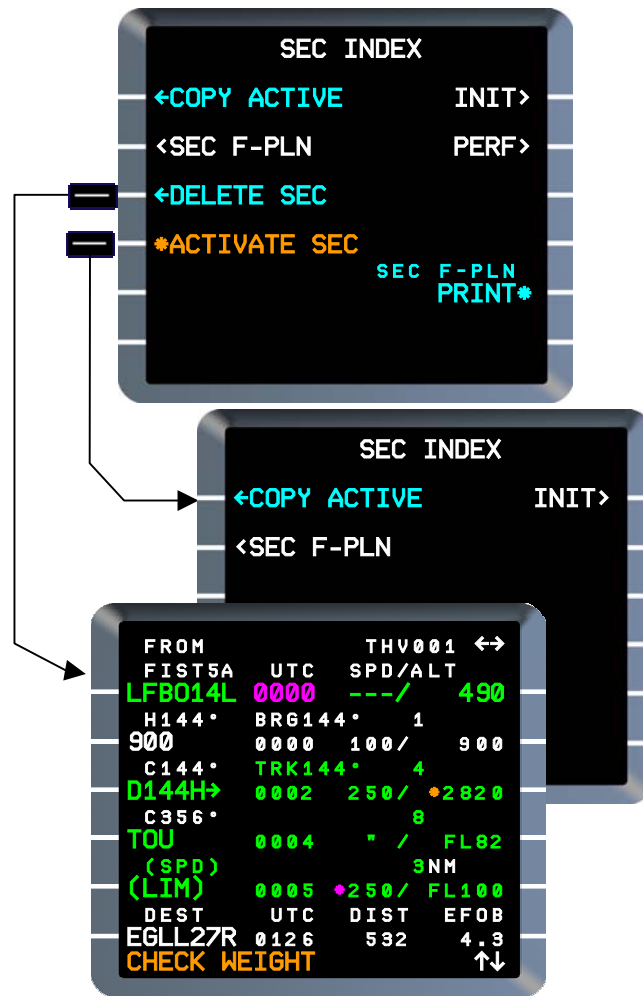 SEC INDEX
←COPY ACTIVE INIT>
<SEC F-PLN PERF>
←DELETE SEC
*ACTIVATE SEC
SEC F-PLN
PRINT*
SEC INDEX
←COPY ACTIVE INIT>
<SEC F-PLN
FROM THV001 ←→
FIST5A UTC SPD/ALT
LFBO14L 0000 ---/ 490
H144° BRG144° 1
900 0000 100/ 900
C144° TRK144° 4
D144H→ 0002 250/ *2820
C356° 8
TOU 0004 " / FL82
(SPD) 3NM
(LIM) 0005 *250/ FL100
DEST UTC DIST EFOB
EGLL27R 0126 532 4.3
CHECK WEIGHT ↑↓